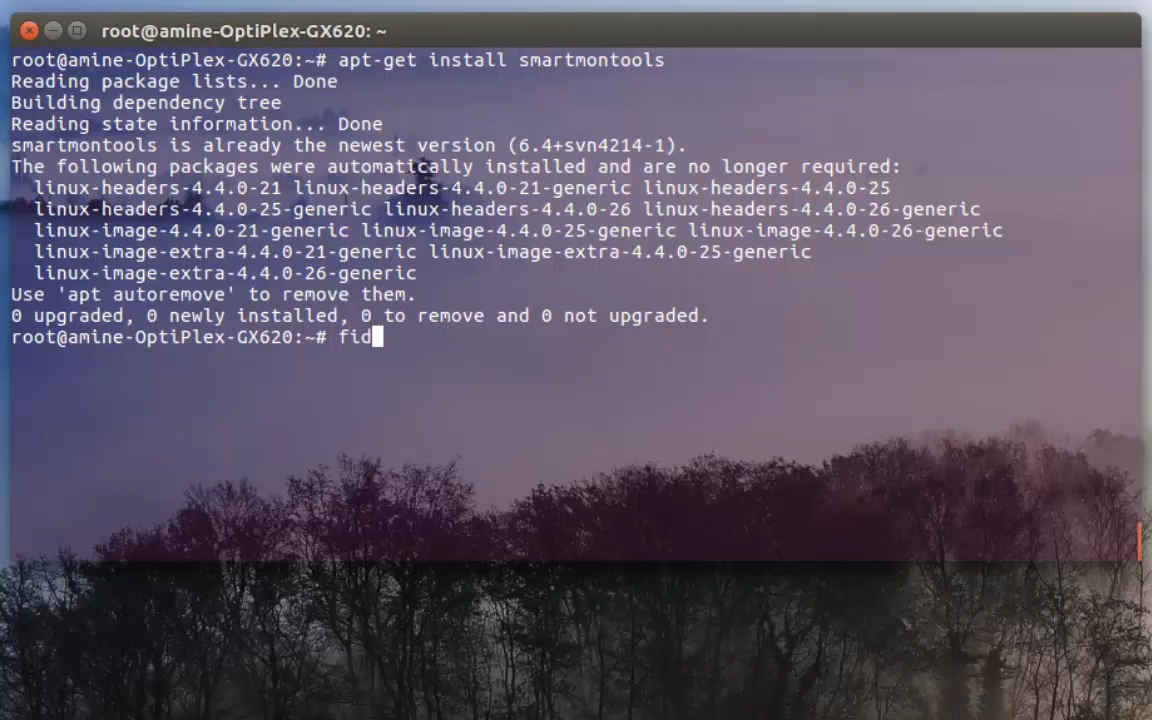 root@amine-OptiPlex-GX620: ~
root@amine-OptiPlex-GX620:~# apt-get install smartmontools
Reading package lists... Done
Building dependency tree
Reading state information... Done
smartmontools is already the newest version (6.4+svn4214-1).
The following packages were automatically installed and are no longer required:
  linux-headers-4.4.0-21 linux-headers-4.4.0-21-generic linux-headers-4.4.0-25
  linux-headers-4.4.0-25-generic linux-headers-4.4.0-26 linux-headers-4.4.0-26-generic
  linux-image-4.4.0-21-generic linux-image-4.4.0-25-generic linux-image-4.4.0-26-generic
  linux-image-extra-4.4.0-21-generic linux-image-extra-4.4.0-25-generic
  linux-image-extra-4.4.0-26-generic
Use 'apt autoremove' to remove them.
0 upgraded, 0 newly installed, 0 to remove and 0 not upgraded.
root@amine-OptiPlex-GX620:~# fid